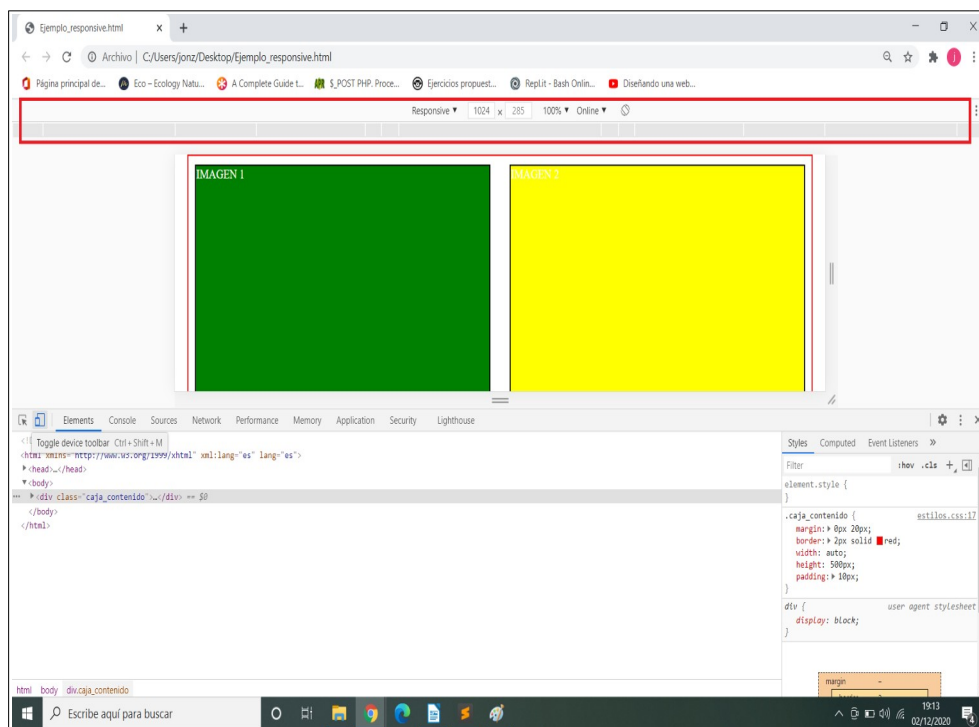 Ejemplo_responsive.html × +
Archivo | C:/Users/jonz/Desktop/Ejemplo_responsive.html
j
Página principal de... Eco – Ecology Natu... A Complete Guide t... $_POST PHP. Proce... Ejercicios propuest... Repl.it - Bash Onlin... Diseñando una web...
Responsive ▼ 1024 x 285 100% ▼ Online ▼
IMAGEN 1
IMAGEN 2
Elements Console Sources Network Performance Memory Application Security Lighthouse
Toggle device toolbar Ctrl + Shift + M
<html xmlns="http://www.w3.org/1999/xhtml" xml:lang="es" lang="es">
▶<head>…</head>
▼<body>
… ▶<div class="caja_contenido">…</div> == $0
</body>
</html>
html body div.caja_contenido
Styles Computed Event Listeners »
Filter :hov .cls +
element.style {
}
.caja_contenido { estilos.css:17
margin:▶ 0px 20px;
border:▶ 2px solid red;
width: auto;
height: 500px;
padding:▶ 10px;
}
div { user agent stylesheet
display: block;
}
margin -
Escribe aquí para buscar
19:13
02/12/2020
4